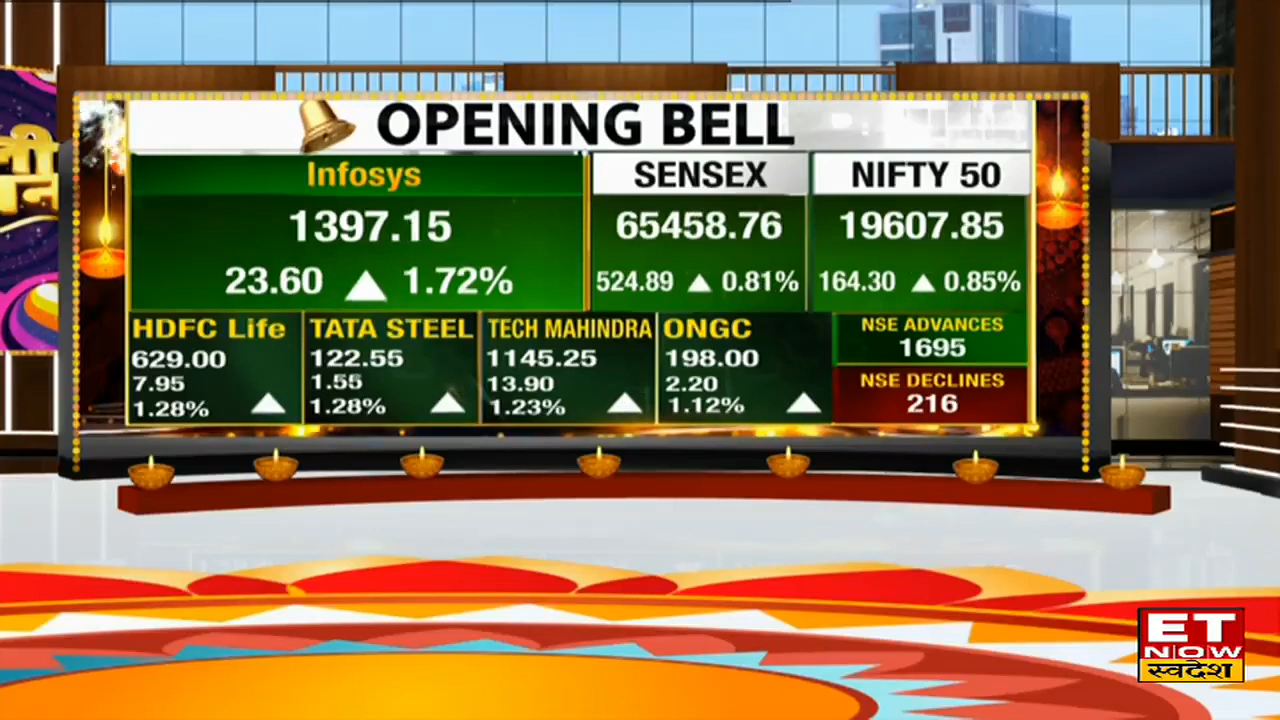 OPENING BELL
Infosys
1397.15
23.60 ▲ 1.72%
SENSEX
65458.76
524.89 ▲ 0.81%
NIFTY 50
19607.85
164.30 ▲ 0.85%
HDFC Life
629.00
7.95
1.28% ▲
TATA STEEL
122.55
1.55
1.28% ▲
TECH MAHINDRA
1145.25
13.90
1.23% ▲
ONGC
198.00
2.20
1.12% ▲
NSE ADVANCES
1695
NSE DECLINES
216
ET
NOW
स्वदेश